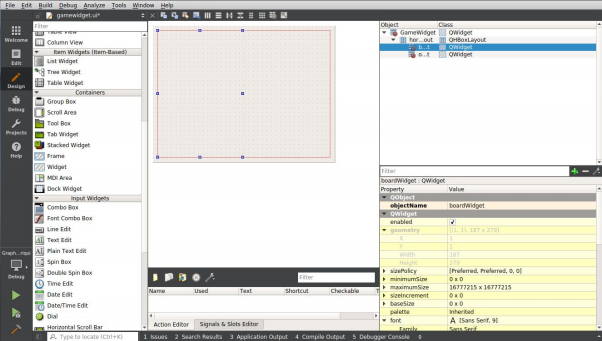 File Edit Build Debug Analyze Tools Window Help
gamewidget.ui*
Filter
Table View
Column View
Item Widgets (Item-Based)
List Widget
Tree Widget
Table Widget
Containers
Group Box
Scroll Area
Tool Box
Tab Widget
Stacked Widget
Frame
Widget
MDI Area
Dock Widget
Input Widgets
Combo Box
Font Combo Box
Line Edit
Text Edit
Plain Text Edit
Spin Box
Double Spin Box
Time Edit
Date Edit
Date/Time Edit
Dial
Horizontal Scroll Bar
Welcome
Edit
Design
Debug
Projects
Help
Debug
Filter
Name Used Text Shortcut Checkable T
Action Editor Signals & Slots Editor
Object Class
GameWidget QWidget
hor...out QHBoxLayout
b...t QWidget
o...t QWidget
Filter
boardWidget : QWidget
Property Value
QObject
objectName boardWidget
QWidget
enabled
geometry [(1, 1), 187 x 279]
X 1
Y 1
Width 187
Height 279
sizePolicy [Preferred, Preferred, 0, 0]
minimumSize 0 x 0
maximumSize 16777215 x 16777215
sizeIncrement 0 x 0
baseSize 0 x 0
palette Inherited
font A [Sans Serif, 9]
Family Sans Serif
Type to locate (Ctrl+K) 1 Issues 2 Search Results 3 Application Output 4 Compile Output 5 Debugger Console